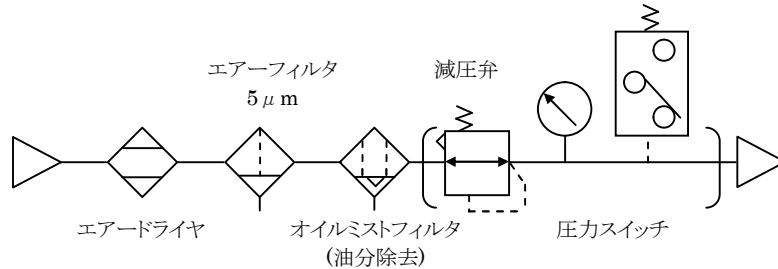 エアーフィルタ
5μm
減圧弁
エアードライヤ
オイルミストフィルタ
(油分除去)
圧力スイッチ